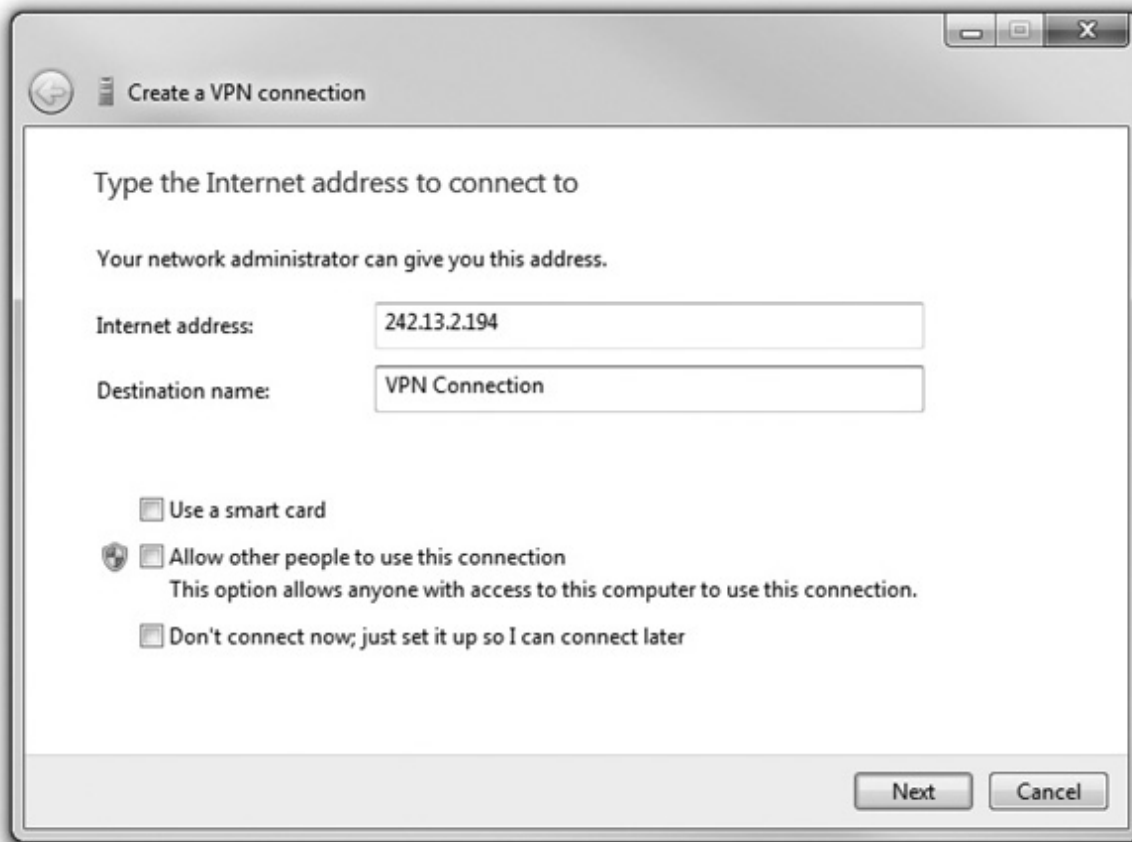 Create a VPN connection
Type the Internet address to connect to
Your network administrator can give you this address.
Internet address: 242.13.2.194
Destination name: VPN Connection
Use a smart card
Allow other people to use this connection
This option allows anyone with access to this computer to use this connection.
Don't connect now; just set it up so I can connect later
Next Cancel